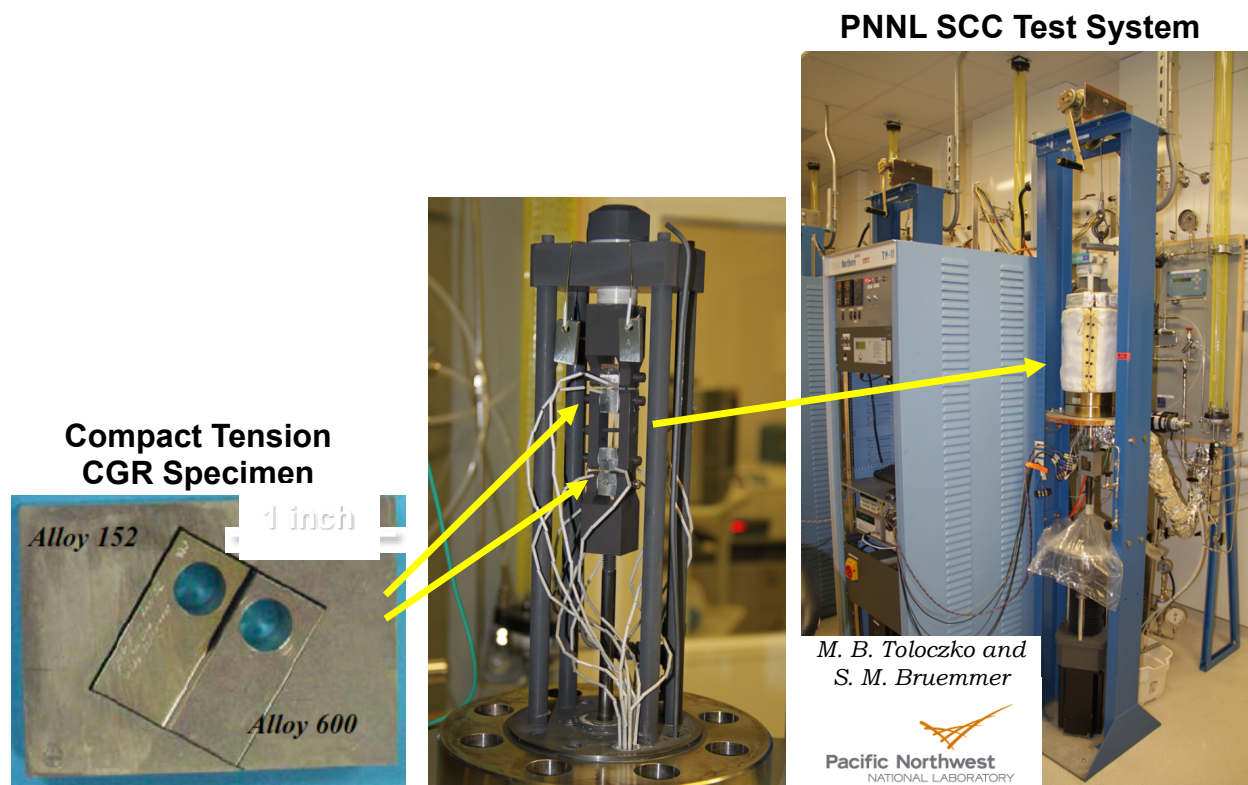 PNNL SCC Test System
Compact Tension
CGR Specimen
1 inch
Alloy 152
Alloy 600
Northern
M. B. Toloczko and
S. M. Bruemmer
Pacific Northwest
NATIONAL LABORATORY